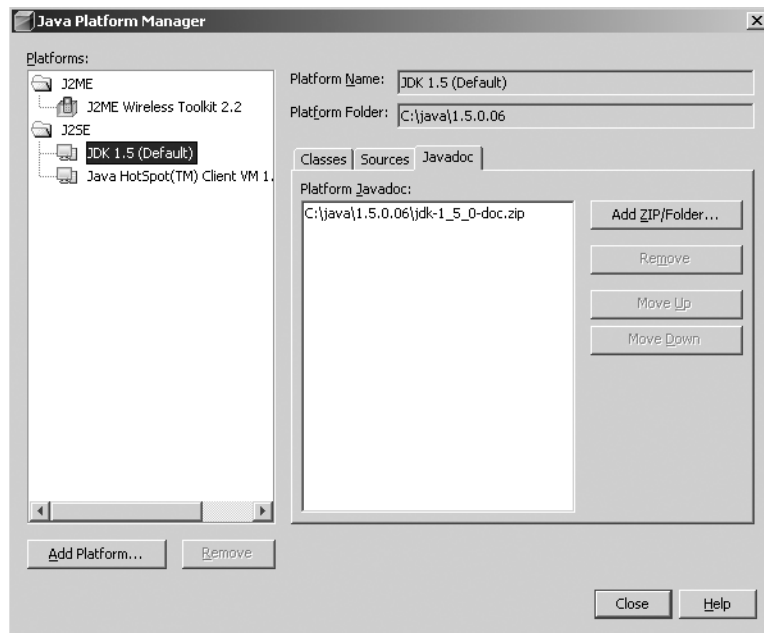 Java Platform Manager
Platforms:
J2ME
J2ME Wireless Toolkit 2.2
J2SE
JDK 1.5 (Default)
Java HotSpot(TM) Client VM 1.
Add Platform...
Remove
Platform Name:
JDK 1.5 (Default)
Platform Folder:
C:\java\1.5.0.06
Classes
Sources
Javadoc
Platform Javadoc:
C:\java\1.5.0.06\jdk-1_5_0-doc.zip
Add ZIP/Folder...
Remove
Move Up
Move Down
Close
Help